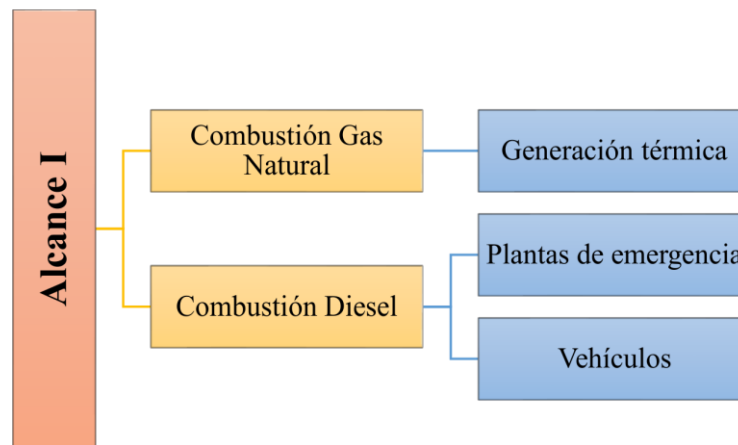 Alcance I
Combustión Gas
Natural
Generación térmica
Combustión Diesel
Plantas de emergencia
Vehículos